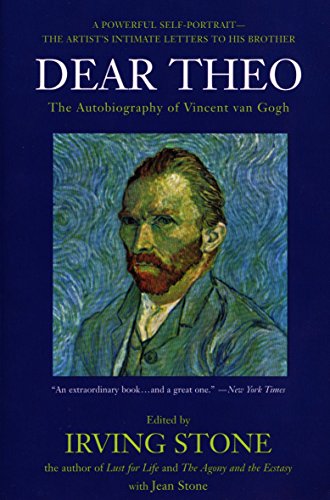 A POWERFUL SELF-PORTRAIT—
THE ARTIST'S INTIMATE LETTERS TO HIS BROTHER
DEAR THEO
The Autobiography of Vincent van Gogh
"An extraordinary book...and a great one." —New York Times
Edited by
IRVING STONE
the author of Lust for Life and The Agony and the Ecstasy
with Jean Stone